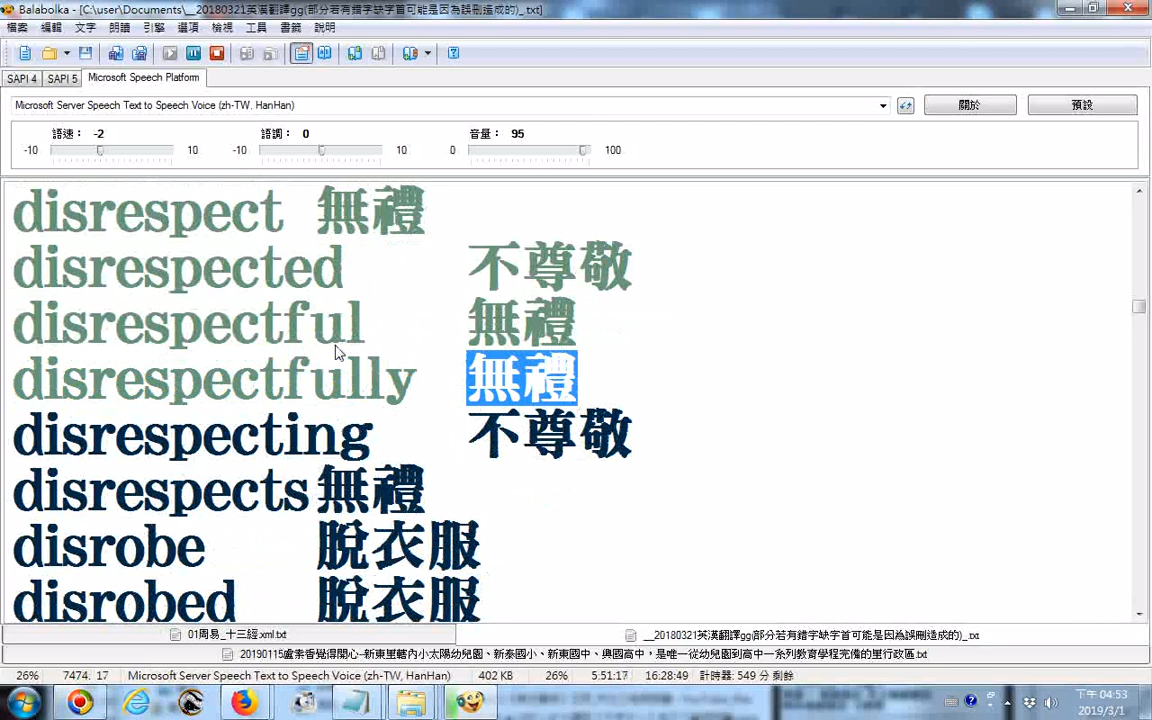 Balabolka - [C:\user\Documents\__20180321英漢翻譯gg(部分若有錯字缺字首可能是因為誤刪造成的)_.txt]
檔案 編輯 文字 朗讀 引擎 選項 檢視 工具 書籤 說明
SAPI 4 SAPI 5 Microsoft Speech Platform
Microsoft Server Speech Text to Speech Voice (zh-TW, HanHan) 關於 預設
語速： -2 語調： 0 音量： 95
-10 10 -10 10 0 100
disrespect 無禮
disrespected 不尊敬
disrespectful 無禮
disrespectfully 無禮
disrespecting 不尊敬
disrespects 無禮
disrobe 脫衣服
disrobed 脫衣服
01周易_十三經.xml.txt __20180321英漢翻譯gg(部分若有錯字缺字首可能是因為誤刪造成的)_.txt
20190115盧素香覺得開心-新東里轄內小太陽幼兒園、新泰國小、新東國中、興國高中，是唯一從幼兒園到高中一系列教育學程完備的里行政區.txt
26% 7474. 17 Microsoft Server Speech Text to Speech Voice (zh-TW, HanHan) 402 KB 26% 5:51:17 16:28:49 計時器: 549 分 剩餘
下午 04:53
2019/3/1